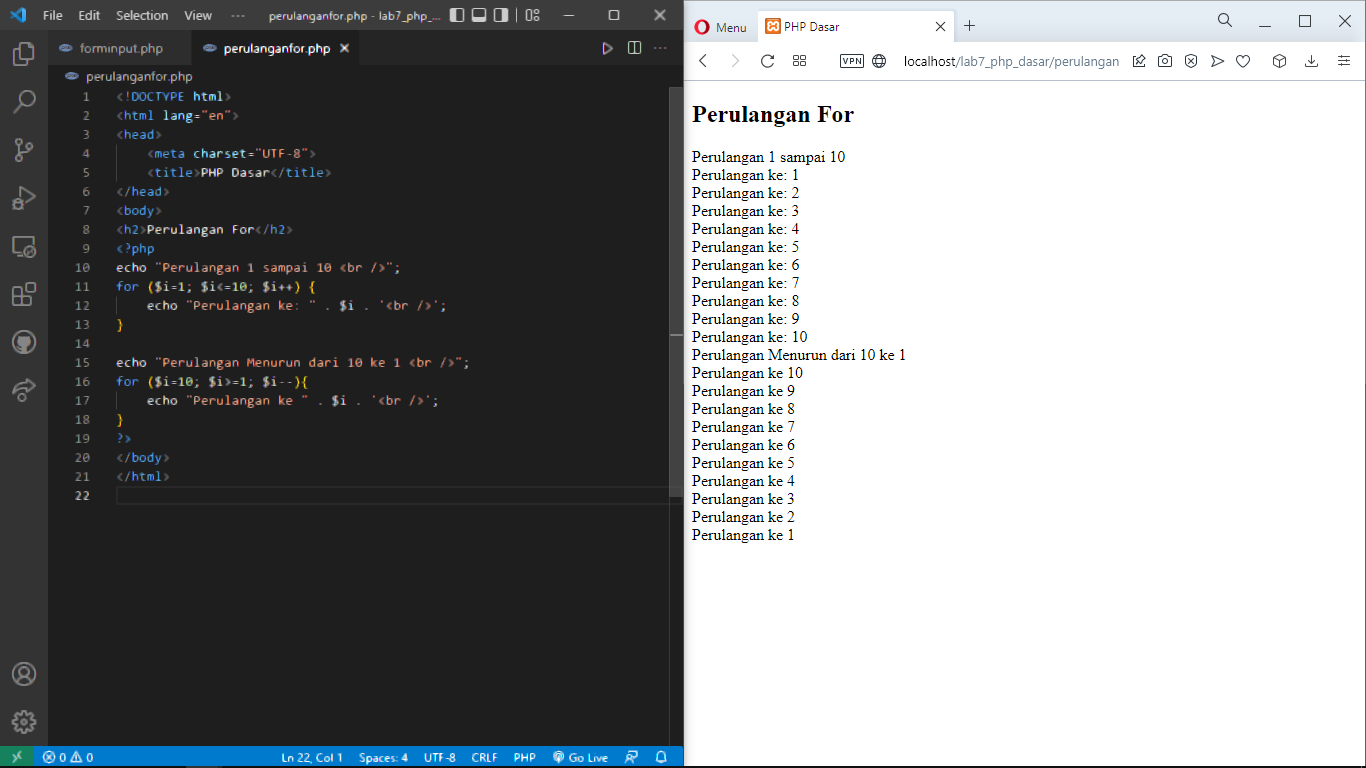 File Edit Selection View ··· perulanganfor.php - lab7_php_...
forminput.php perulanganfor.php
perulanganfor.php
1 <!DOCTYPE html>
2 <html lang="en">
3 <head>
4 <meta charset="UTF-8">
5 <title>PHP Dasar</title>
6 </head>
7 <body>
8 <h2>Perulangan For</h2>
9 <?php
10 echo "Perulangan 1 sampai 10 <br />";
11 for ($i=1; $i<=10; $i++) {
12 echo "Perulangan ke: " . $i . '<br />';
13 }
14
15 echo "Perulangan Menurun dari 10 ke 1 <br />";
16 for ($i=10; $i>=1; $i--){
17 echo "Perulangan ke " . $i . '<br />';
18 }
19 ?>
20 </body>
21 </html>
22
0 0 Ln 22, Col 1 Spaces: 4 UTF-8 CRLF PHP Go Live
Menu PHP Dasar
VPN localhost/lab7_php_dasar/perulangan
Perulangan For
Perulangan 1 sampai 10
Perulangan ke: 1
Perulangan ke: 2
Perulangan ke: 3
Perulangan ke: 4
Perulangan ke: 5
Perulangan ke: 6
Perulangan ke: 7
Perulangan ke: 8
Perulangan ke: 9
Perulangan ke: 10
Perulangan Menurun dari 10 ke 1
Perulangan ke 10
Perulangan ke 9
Perulangan ke 8
Perulangan ke 7
Perulangan ke 6
Perulangan ke 5
Perulangan ke 4
Perulangan ke 3
Perulangan ke 2
Perulangan ke 1